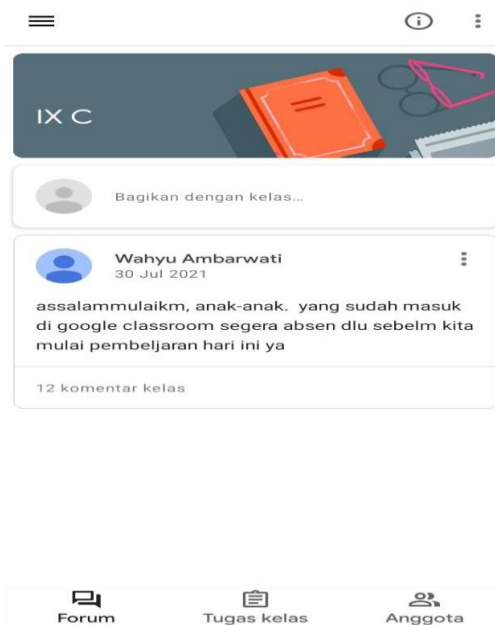 IX C
Bagikan dengan kelas...
Wahyu Ambarwati
30 Jul 2021
assalammulaikm, anak-anak. yang sudah masuk
di google classroom segera absen dlu sebelm kita
mulai pembeljaran hari ini ya
12 komentar kelas
Forum Tugas kelas Anggota